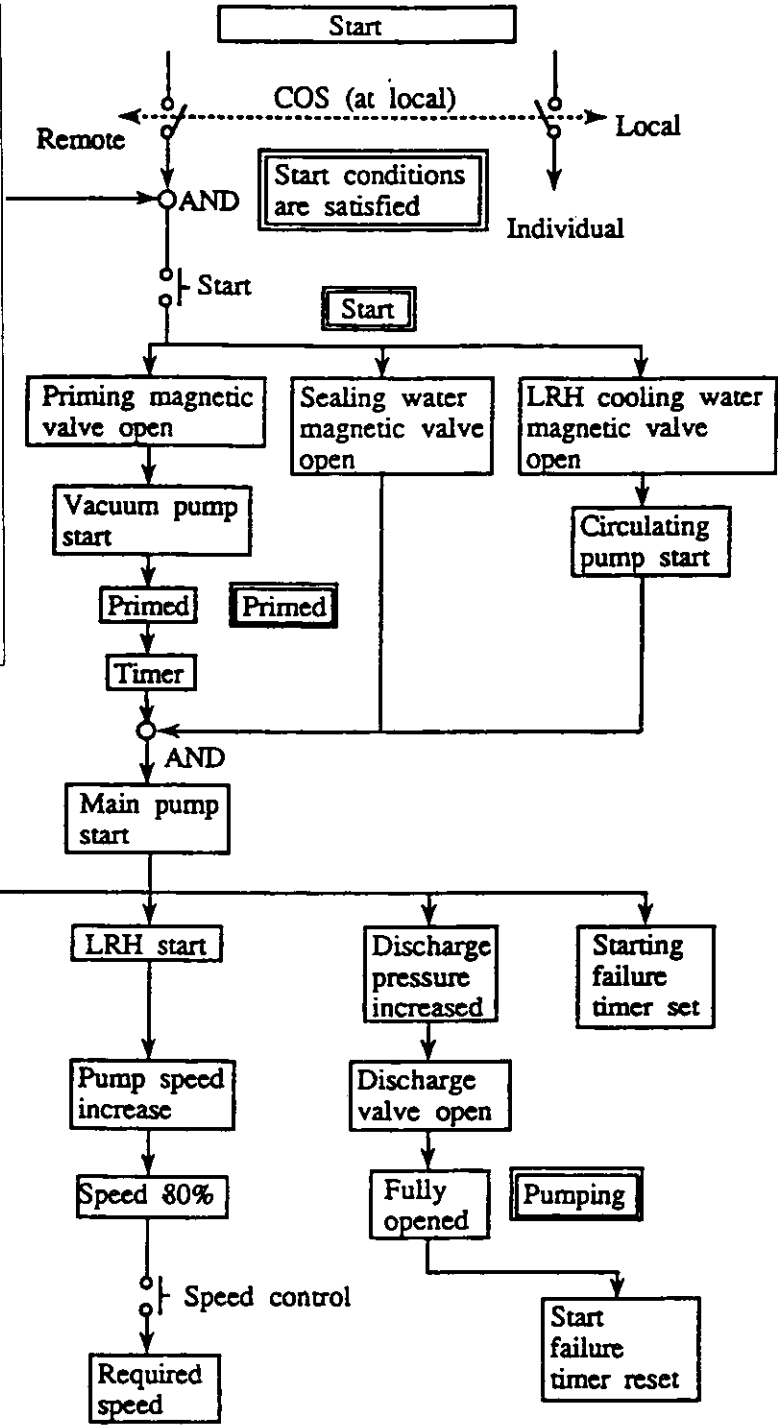 Start
COS (at local)
Remote
Local
AND
Start conditions
are satisfied
Individual
Start
Start
Priming magnetic
valve open
Sealing water
magnetic valve
open
LRH cooling water
magnetic valve
open
Vacuum pump
start
Circulating
pump start
Primed
Primed
Timer
AND
Main pump
start
LRH start
Discharge
pressure
increased
Starting
failure
timer set
Pump speed
increase
Discharge
valve open
Speed 80%
Fully
opened
Pumping
Speed control
Start
failure
timer reset
Required
speed